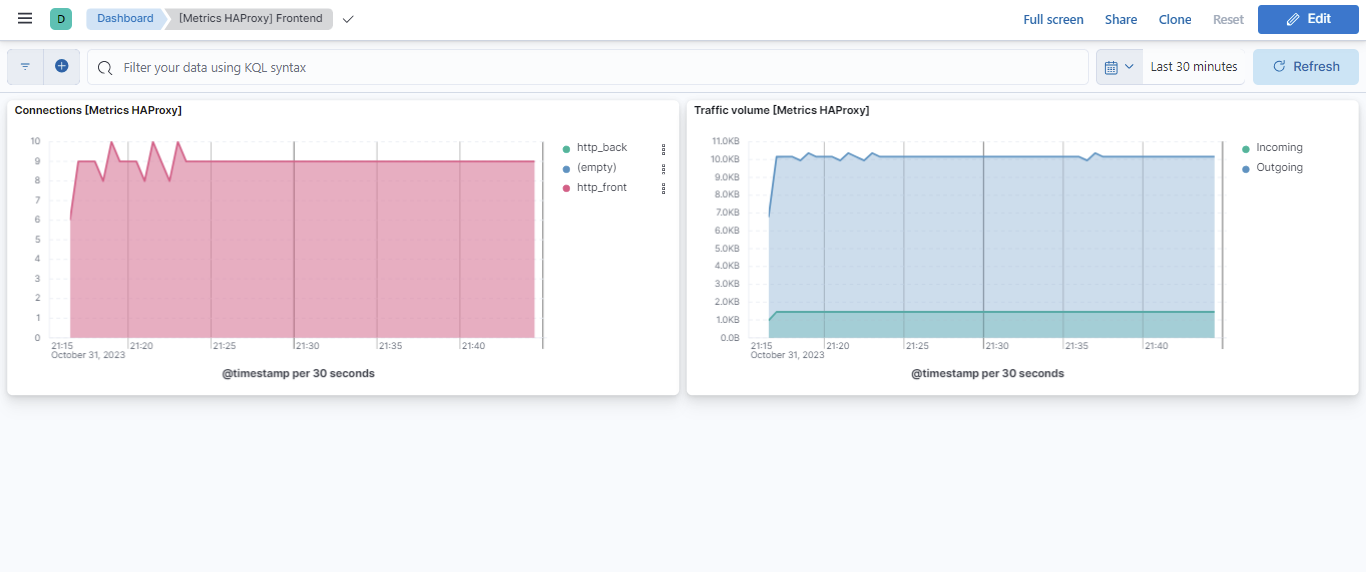 D Dashboard [Metrics HAProxy] Frontend Full screen Share Clone Reset Edit
Filter your data using KQL syntax Last 30 minutes Refresh
Connections [Metrics HAProxy]
10
9
8
7
6
5
4
3
2
1
0
21:15 21:20 21:25 21:30 21:35 21:40
October 31, 2023
@timestamp per 30 seconds
http_back
(empty)
http_front
Traffic volume [Metrics HAProxy]
11.0KB
10.0KB
9.0KB
8.0KB
7.0KB
6.0KB
5.0KB
4.0KB
3.0KB
2.0KB
1.0KB
0.0B
21:15 21:20 21:25 21:30 21:35 21:40
October 31, 2023
@timestamp per 30 seconds
Incoming
Outgoing